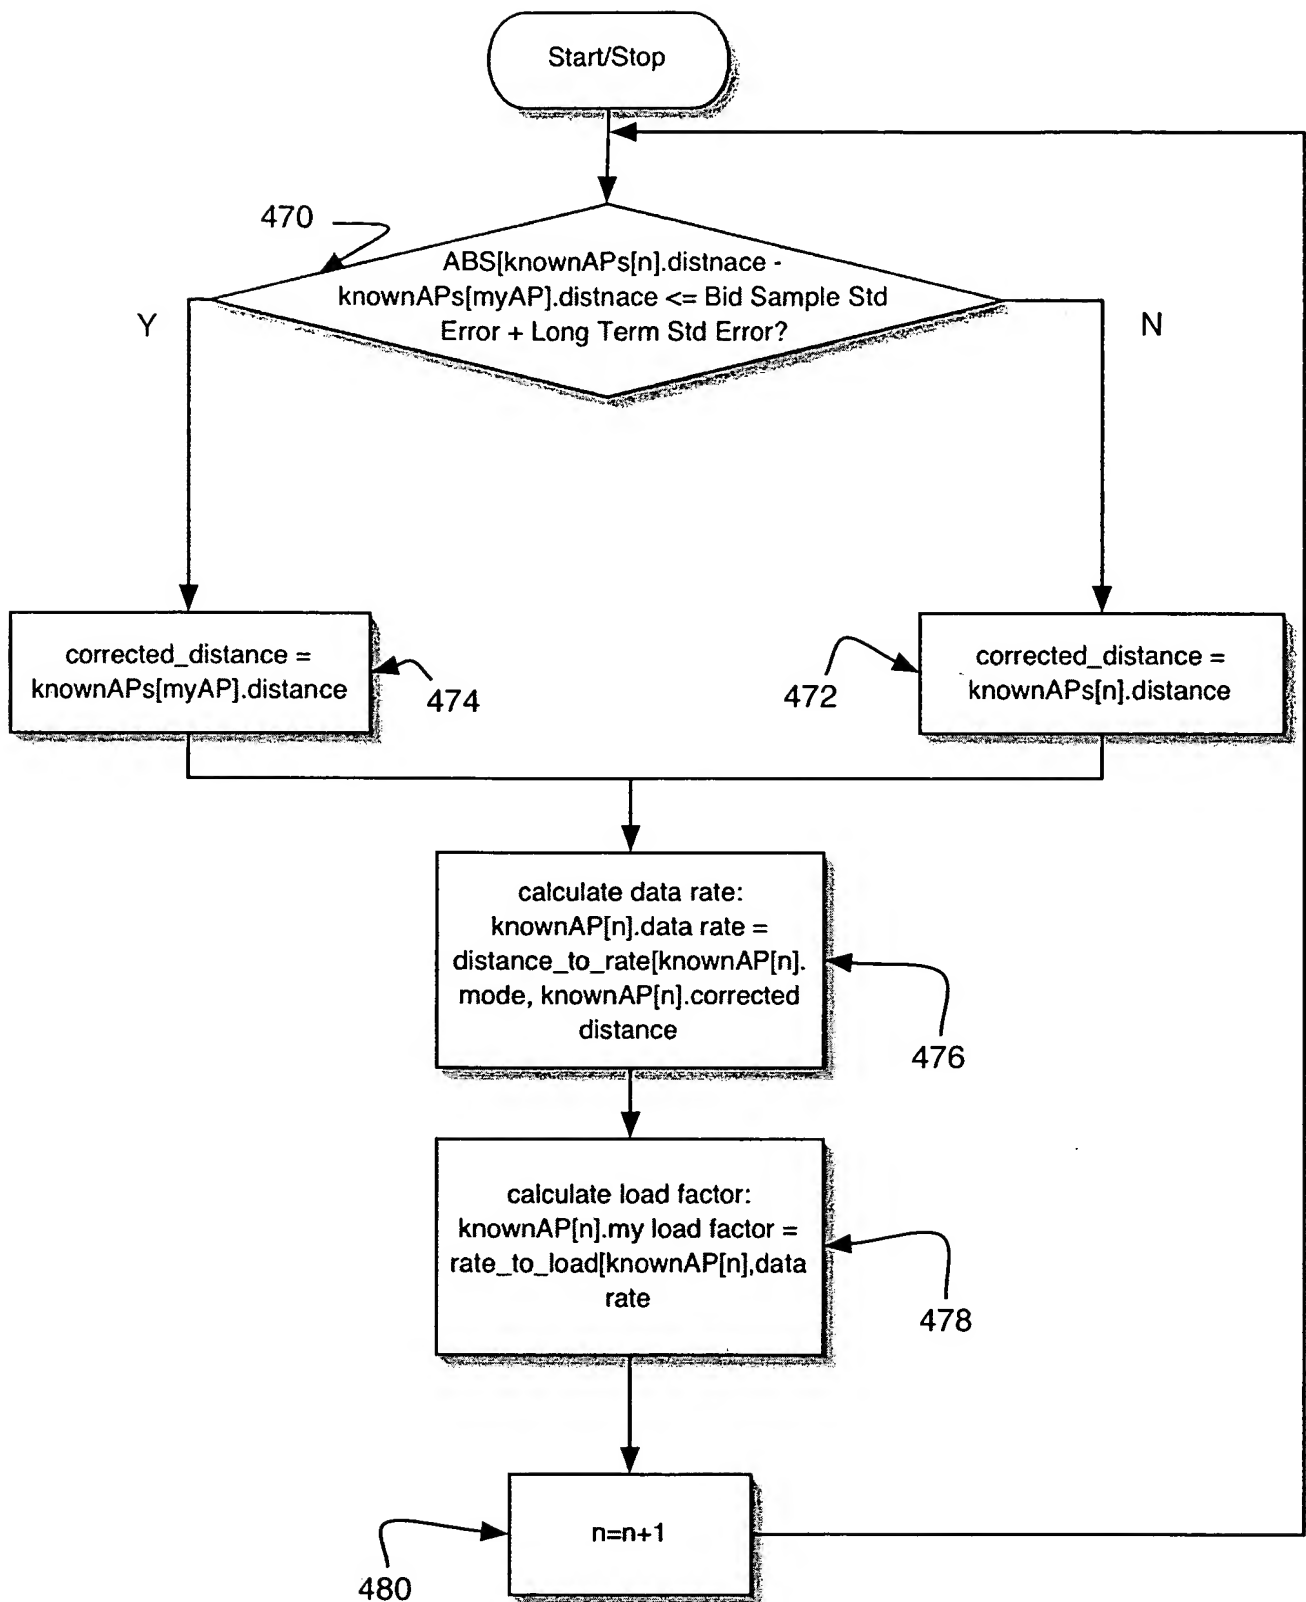 Start/Stop
470
ABS[knownAPs[n].distnace -
knownAPs[myAP].distnace <= Bid Sample Std
Error + Long Term Std Error?
Y
N
corrected_distance =
knownAPs[myAP].distance
474
472
corrected_distance =
knownAPs[n].distance
calculate data rate:
knownAP[n].data rate =
distance_to_rate[knownAP[n].
mode, knownAP[n].corrected
distance
476
calculate load factor:
knownAP[n].my load factor =
rate_to_load[knownAP[n],data
rate
478
n=n+1
480